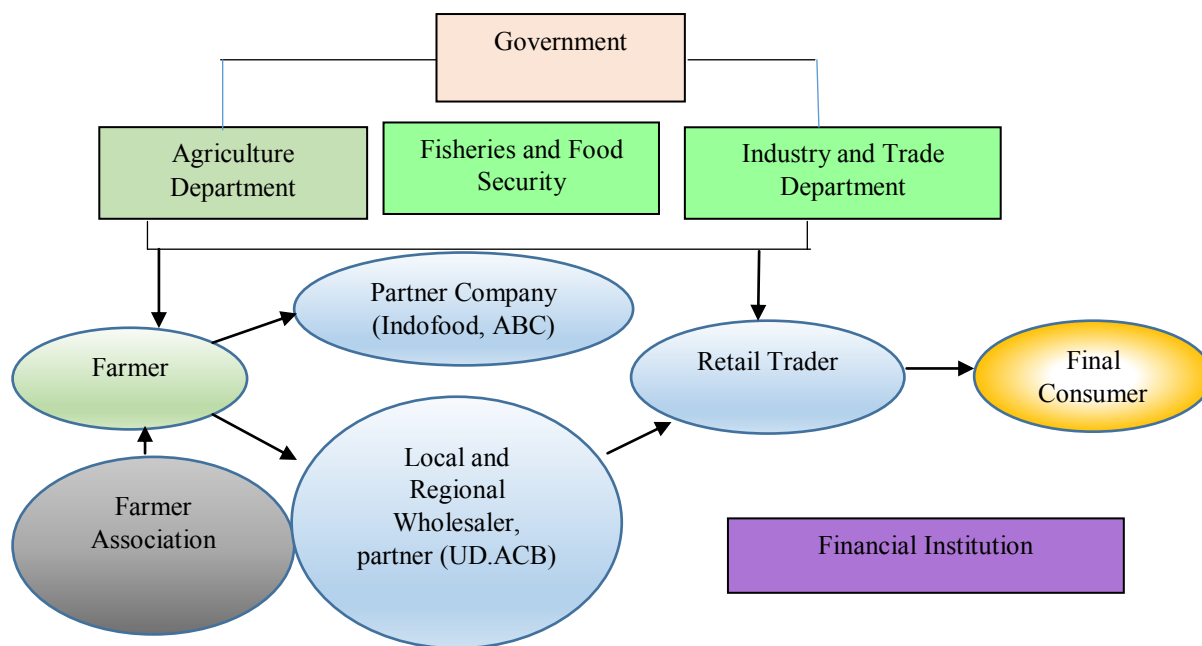 Government
Agriculture
Department
Fisheries and Food
Security
Industry and Trade
Department
Partner Company
(Indofood, ABC)
Farmer
Retail Trader
Final
Consumer
Local and
Regional
Wholesaler,
partner (UD.ACB)
Farmer
Association
Financial Institution